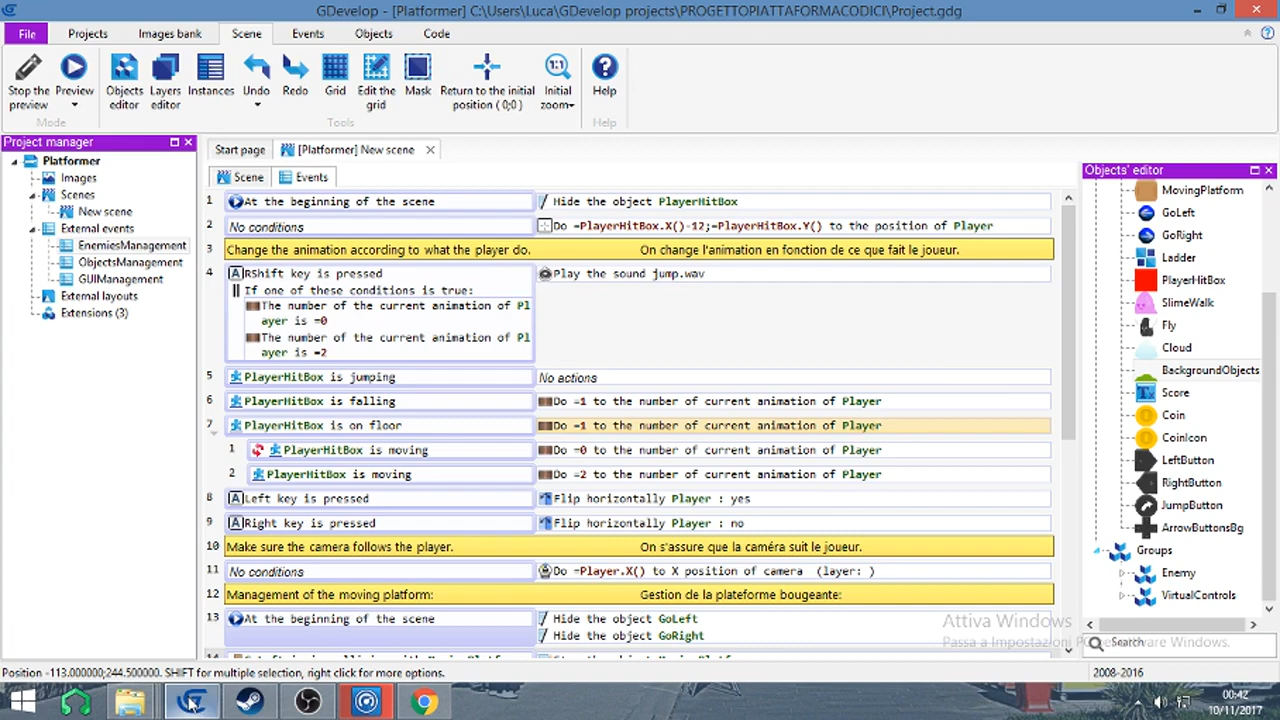 GDevelop - [Platformer] C:\Users\Luca\GDevelop projects\PROGETTOPIATTAFORMACODICI\Project.gdg
File Projects Images bank Scene Events Objects Code
Stop the preview
Preview
Objects editor
Layers editor
Instances
Undo
Redo
Grid
Edit the grid
Mask
Return to the initial position ( 0;0 )
1:1
Initial zoom
Help
Mode Tools Help
Project manager
Platformer
Images
Scenes
New scene
External events
EnemiesManagement
ObjectsManagement
GUIManagement
External layouts
Extensions (3)
Start page [Platformer] New scene
Scene Events
1 At the beginning of the scene Hide the object PlayerHitBox
2 No conditions Do =PlayerHitBox.X()-12;=PlayerHitBox.Y() to the position of Player
3 Change the animation according to what the player do. On change l'animation en fonction de ce que fait le joueur.
4 RShift key is pressed Play the sound jump.wav
If one of these conditions is true:
The number of the current animation of Pl
ayer is =0
The number of the current animation of Pl
ayer is =2
5 PlayerHitBox is jumping No actions
6 PlayerHitBox is falling Do =1 to the number of current animation of Player
7 PlayerHitBox is on floor Do =1 to the number of current animation of Player
1 PlayerHitBox is moving Do =0 to the number of current animation of Player
2 PlayerHitBox is moving Do =2 to the number of current animation of Player
8 Left key is pressed Flip horizontally Player : yes
9 Right key is pressed Flip horizontally Player : no
10 Make sure the camera follows the player. On s'assure que la caméra suit le joueur.
11 No conditions Do =Player.X() to X position of camera (layer: )
12 Management of the moving platform: Gestion de la plateforme bougeante:
13 At the beginning of the scene Hide the object GoLeft
Hide the object GoRight
Objects' editor
MovingPlatform
GoLeft
GoRight
Ladder
PlayerHitBox
SlimeWalk
Fly
Cloud
BackgroundObjects
Score
Coin
CoinIcon
LeftButton
RightButton
JumpButton
ArrowButtonsBg
Groups
Enemy
VirtualControls
Search
Attiva Windows
Position -113.000000;244.500000. SHIFT for multiple selection, right click for more options.
2008-2016
00:42
10/11/2017